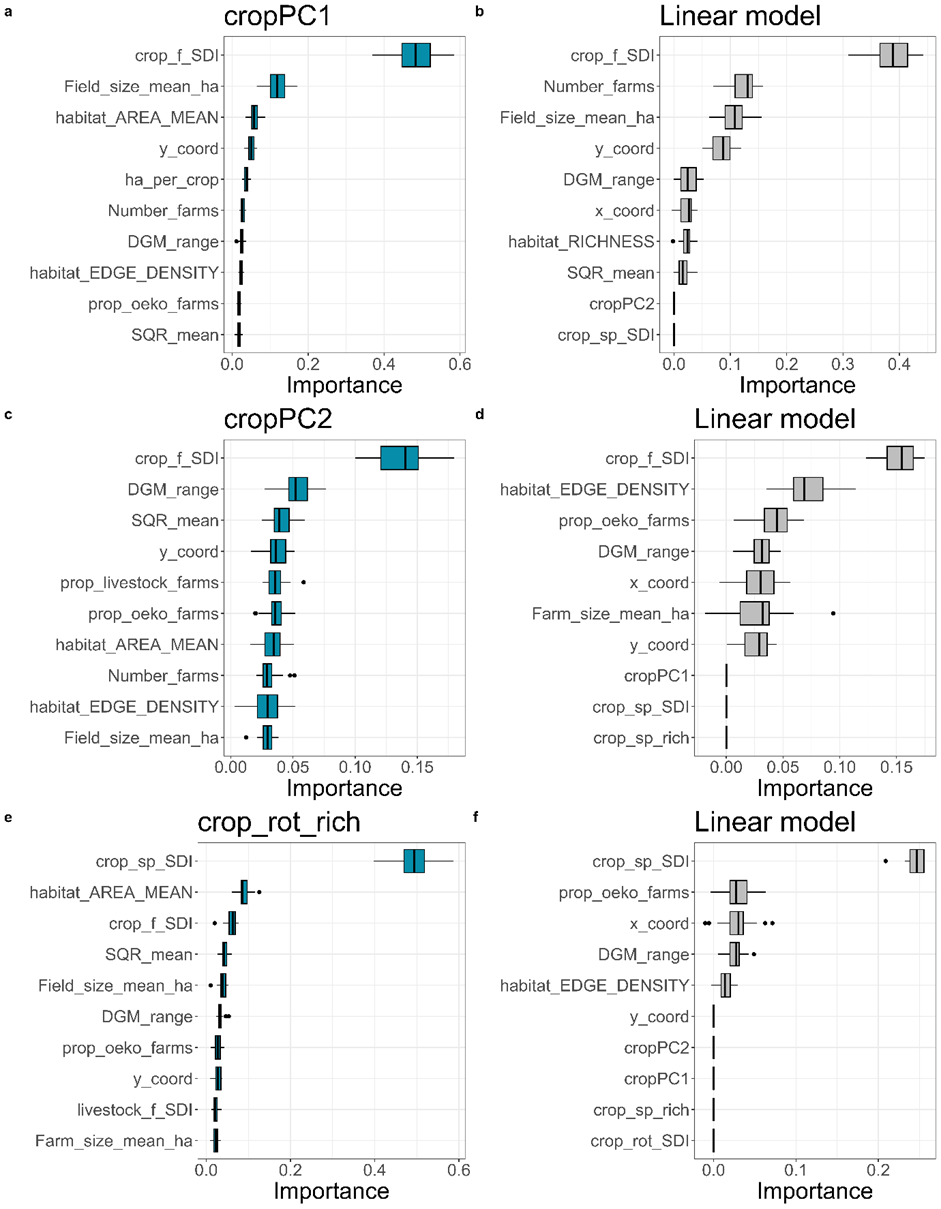 a cropPC1
crop_f_SDI
Field_size_mean_ha
habitat_AREA_MEAN
y_coord
ha_per_crop
Number_farms
DGM_range
habitat_EDGE_DENSITY
prop_oeko_farms
SQR_mean
0.0 0.2 0.4 0.6
Importance
b Linear model
crop_f_SDI
Number_farms
Field_size_mean_ha
y_coord
DGM_range
x_coord
habitat_RICHNESS
SQR_mean
cropPC2
crop_sp_SDI
0.0 0.1 0.2 0.3 0.4
Importance
c cropPC2
crop_f_SDI
DGM_range
SQR_mean
y_coord
prop_livestock_farms
prop_oeko_farms
habitat_AREA_MEAN
Number_farms
habitat_EDGE_DENSITY
Field_size_mean_ha
0.00 0.05 0.10 0.15
Importance
d Linear model
crop_f_SDI
habitat_EDGE_DENSITY
prop_oeko_farms
DGM_range
x_coord
Farm_size_mean_ha
y_coord
cropPC1
crop_sp_SDI
crop_sp_rich
0.00 0.05 0.10 0.15
Importance
e crop_rot_rich
crop_sp_SDI
habitat_AREA_MEAN
crop_f_SDI
SQR_mean
Field_size_mean_ha
DGM_range
prop_oeko_farms
y_coord
livestock_f_SDI
Farm_size_mean_ha
0.0 0.2 0.4 0.6
Importance
f Linear model
crop_sp_SDI
prop_oeko_farms
x_coord
DGM_range
habitat_EDGE_DENSITY
y_coord
cropPC2
cropPC1
crop_sp_rich
crop_rot_SDI
0.0 0.1 0.2
Importance